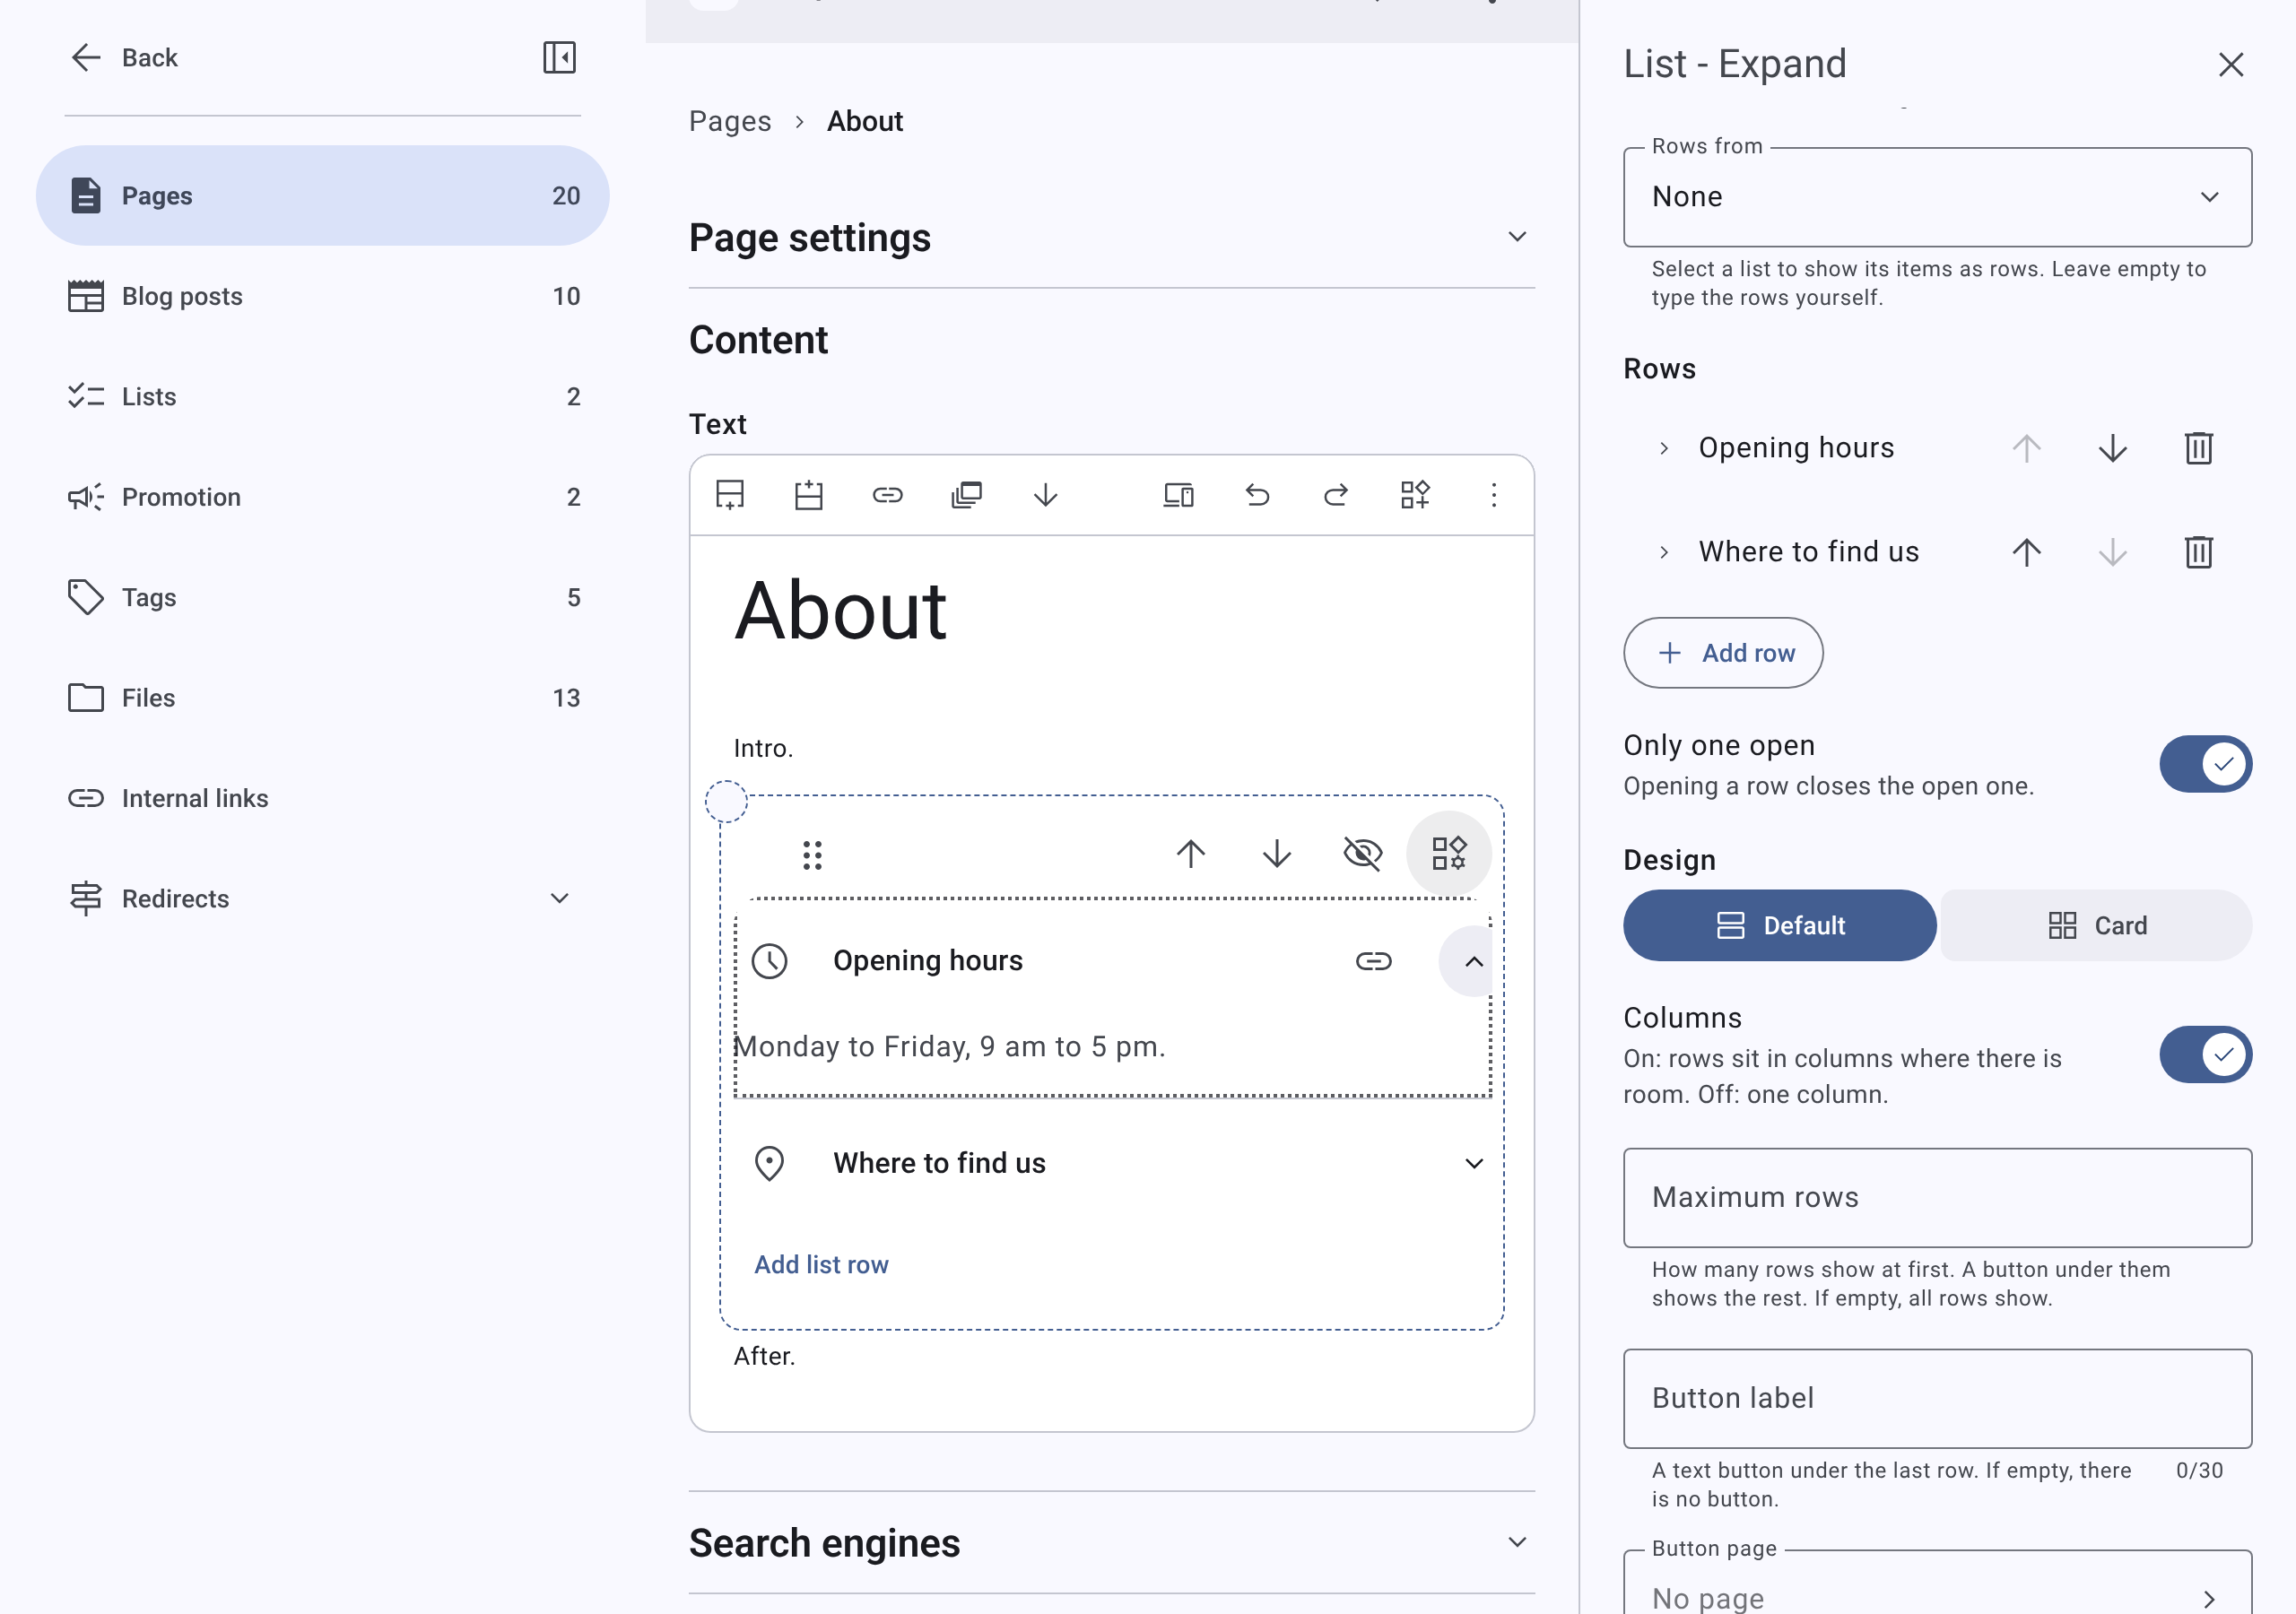 Back
Pages 20
Blog posts 10
Lists 2
Promotion 2
Tags 5
Files 13
Internal links
Redirects
Pages > About
Page settings
Content
Text
About
Intro.
Opening hours
Monday to Friday, 9 am to 5 pm.
Where to find us
Add list row
After.
Search engines
List - Expand
Rows from
None
Select a list to show its items as rows. Leave empty to
type the rows yourself.
Rows
Opening hours
Where to find us
+ Add row
Only one open
Opening a row closes the open one.
Design
Default
Card
Columns
On: rows sit in columns where there is
room. Off: one column.
Maximum rows
How many rows show at first. A button under them
shows the rest. If empty, all rows show.
Button label
A text button under the last row. If empty, there 0/30
is no button.
Button page
No page